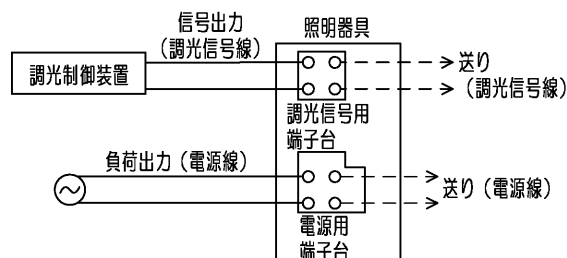 信号出力
（調光信号線）
照明器具
調光制御装置
送り
（調光信号線）
調光信号用
端子台
負荷出力（電源線）
送り（電源線）
電源用
端子台